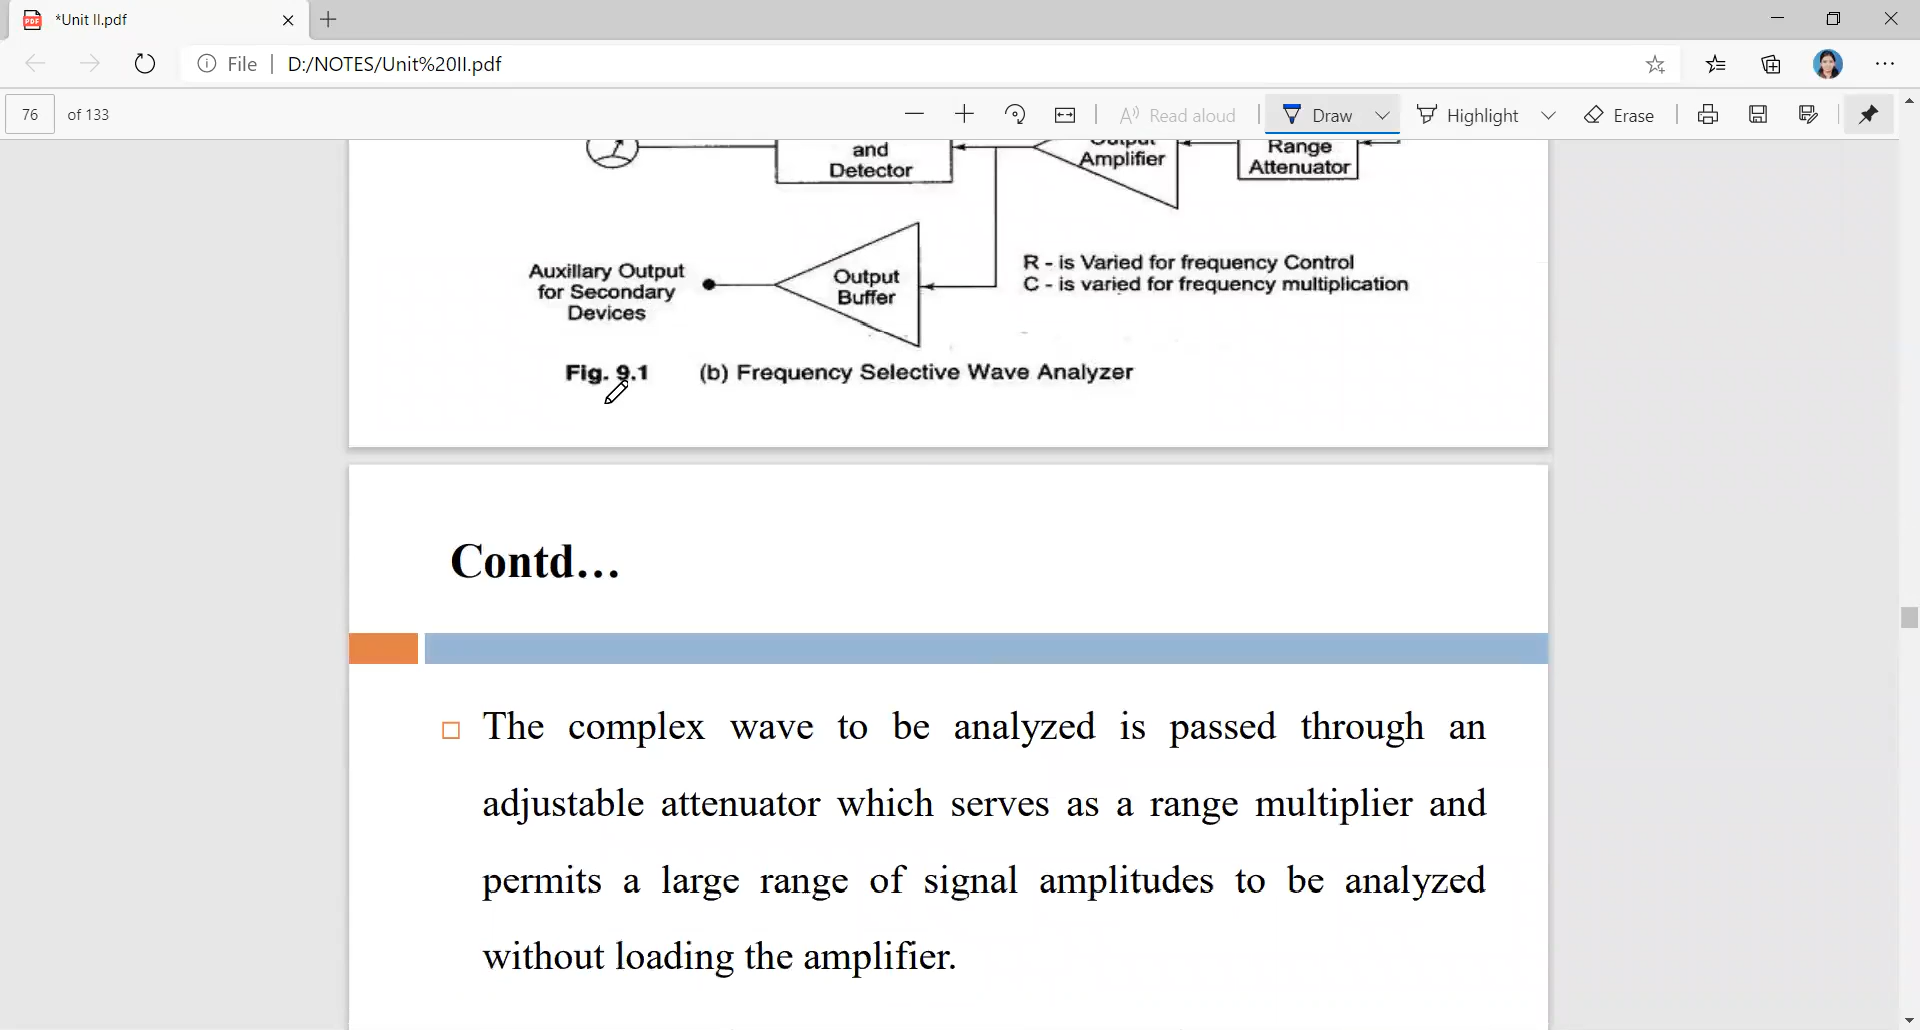 *Unit II.pdf
File
D:/NOTES/Unit%20II.pdf
76 of 133
Read aloud
Draw
Highlight
Erase
and
Detector
Output
Amplifier
Range
Attenuator
Auxillary Output
for Secondary
Devices
Output
Buffer
R - is Varied for frequency Control
C - is varied for frequency multiplication
Fig. 9.1 (b) Frequency Selective Wave Analyzer
Contd...
The complex wave to be analyzed is passed through an
adjustable attenuator which serves as a range multiplier and
permits a large range of signal amplitudes to be analyzed
without loading the amplifier.